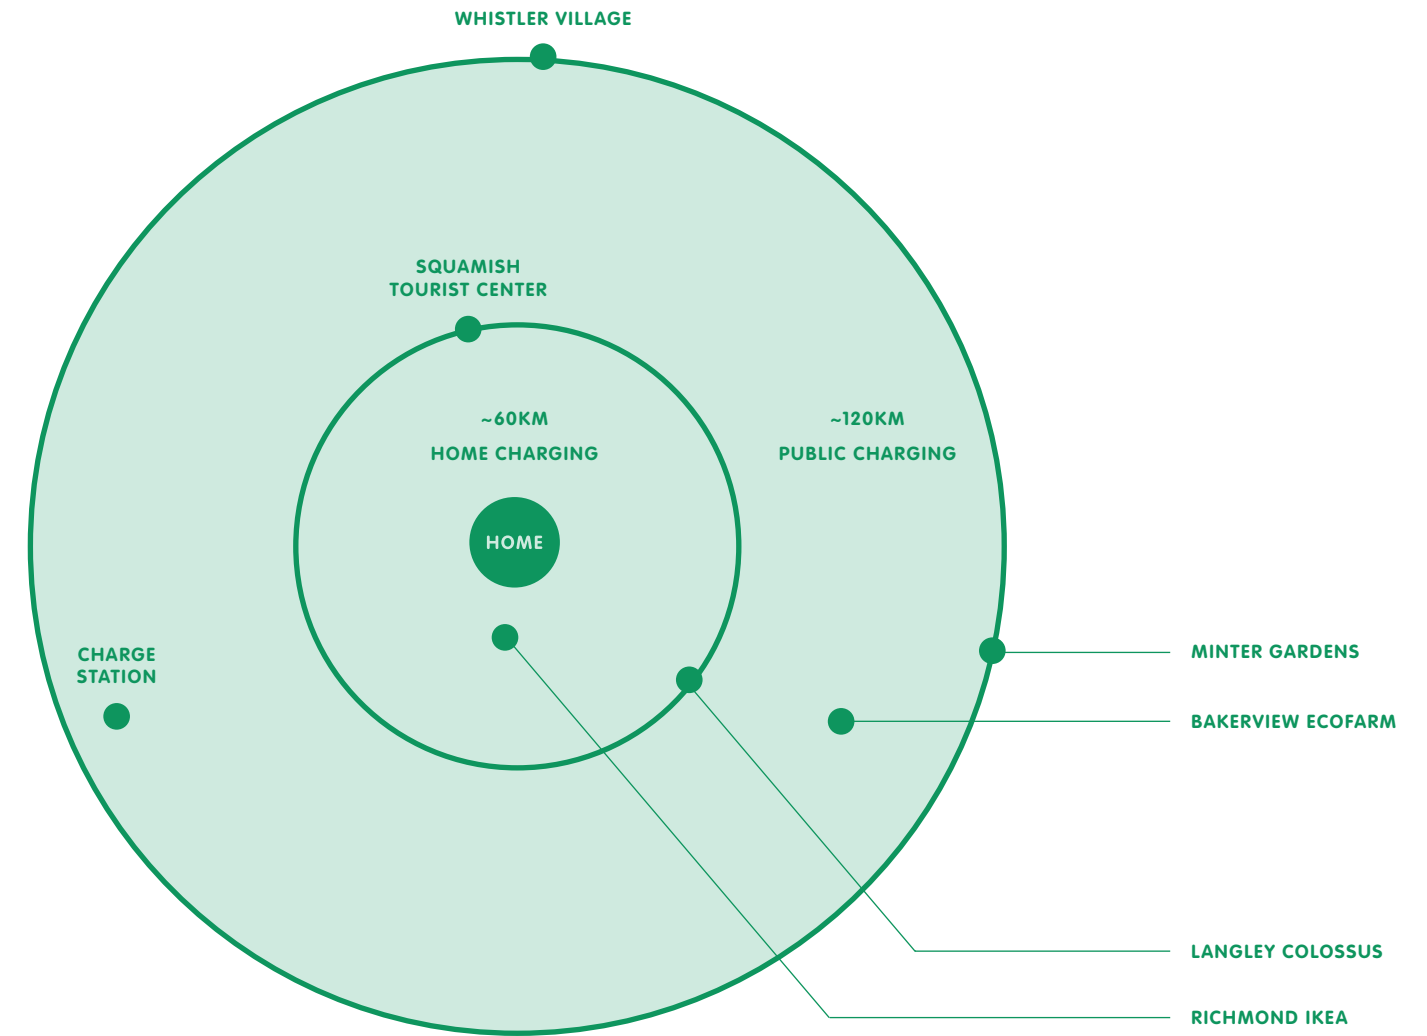 WHISTLER VILLAGE
SQUAMISH
TOURIST CENTER
~60KM
HOME CHARGING
~120KM
PUBLIC CHARGING
HOME
CHARGE
STATION
MINTER GARDENS
BAKERVIEW ECOFARM
LANGLEY COLOSSUS
RICHMOND IKEA